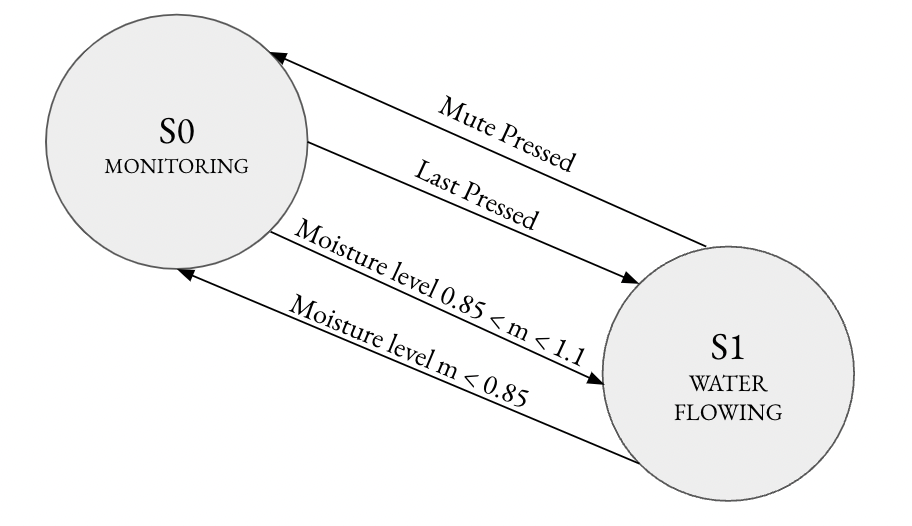 S0
MONITORING
Mute Pressed
Last Pressed
Moisture level 0.85 < m < 1.1
Moisture level m < 0.85
S1
WATER
FLOWING